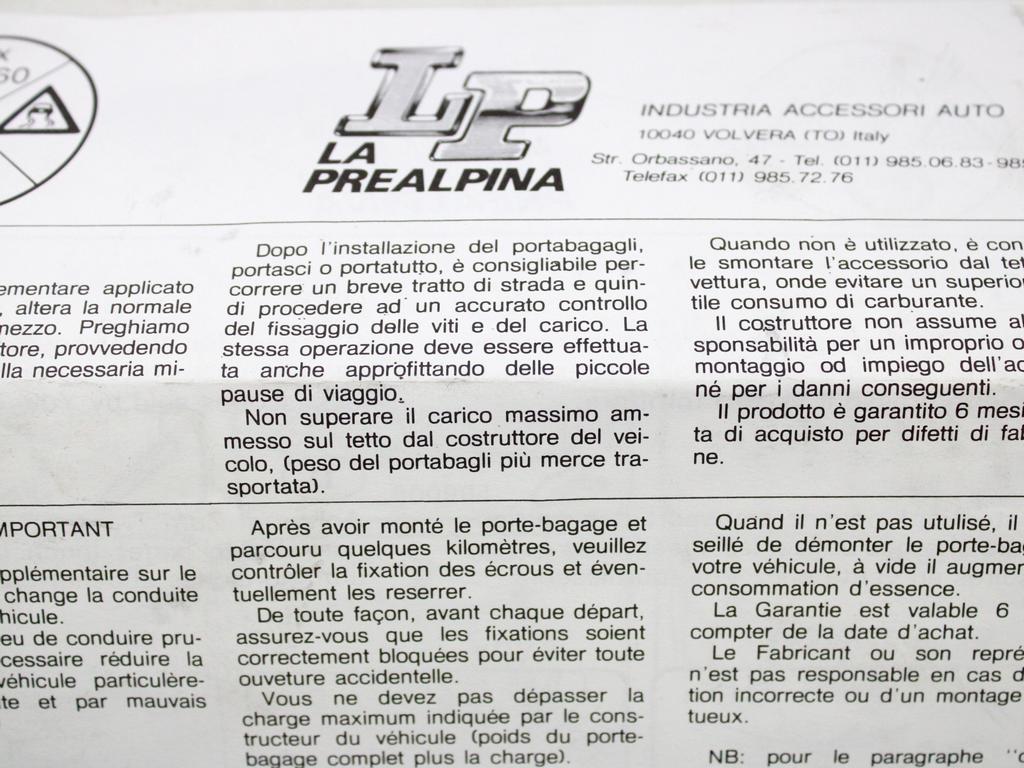 60
LP
LA
PREALPINA
INDUSTRIA ACCESSORI AUTO
10040 VOLVERA (TO) Italy
Str. Orbassano, 47 - Tel. (011) 985.06.83 - 985
Telefax (011) 985.72.76
ementare applicato
, altera la normale
mezzo. Preghiamo
tore, provvedendo
lla necessaria mi-
Dopo l'installazione del portabagagli,
portasci o portatutto, è consigliabile per-
correre un breve tratto di strada e quin-
di procedere ad un accurato controllo
del fissaggio delle viti e del carico. La
stessa operazione deve essere effettua-
ta anche approfittando delle piccole
pause di viaggio.
Non superare il carico massimo am-
messo sul tetto dal costruttore del vei-
colo, (peso del portabagli più merce tra-
sportata).
Quando non è utilizzato, è con
le smontare l'accessorio dal tet
vettura, onde evitare un superio
tile consumo di carburante.
Il costruttore non assume al
sponsabilità per un improprio o
montaggio od impiego dell'ac
né per i danni conseguenti.
Il prodotto è garantito 6 mesi
ta di acquisto per difetti di fab
ne.
MPORTANT
pplémentaire sur le
change la conduite
hicule.
eu de conduire pru-
cessaire réduire la
véhicule particulère-
te et par mauvais
Après avoir monté le porte-bagage et
parcouru quelques kilomètres, veuillez
contrôler la fixation des écrous et éven-
tuellement les reserrer.
De toute façon, avant chaque départ,
assurez-vous que les fixations soient
correctement bloquées pour éviter toute
ouveture accidentelle.
Vous ne devez pas dépasser la
charge maximum indiquée par le cons-
tructeur du véhicule (poids du porte-
bagage complet plus la charge).
Quand il n'est pas utulisé, il
seillé de démonter le porte-bag
votre véhicule, à vide il augmen
consommation d'essence.
La Garantie est valable 6
compter de la date d'achat.
Le Fabricant ou son repré
n'est pas responsable en cas d
tion incorrecte ou d'un montage
tueux.
NB: pour le paragraphe "c